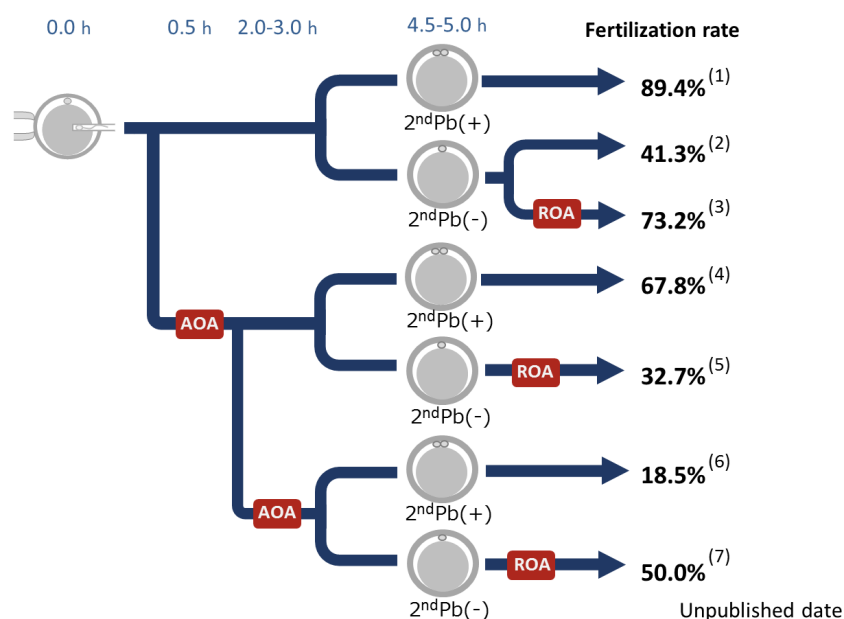 0.0 h 0.5 h 2.0-3.0 h 4.5-5.0 h Fertilization rate
2ndPb(+) 89.4%(1)
41.3%(2)
2ndPb(-) ROA 73.2%(3)
AOA 2ndPb(+) 67.8%(4)
2ndPb(-) ROA 32.7%(5)
AOA 2ndPb(+) 18.5%(6)
2ndPb(-) ROA 50.0%(7)
Unpublished date